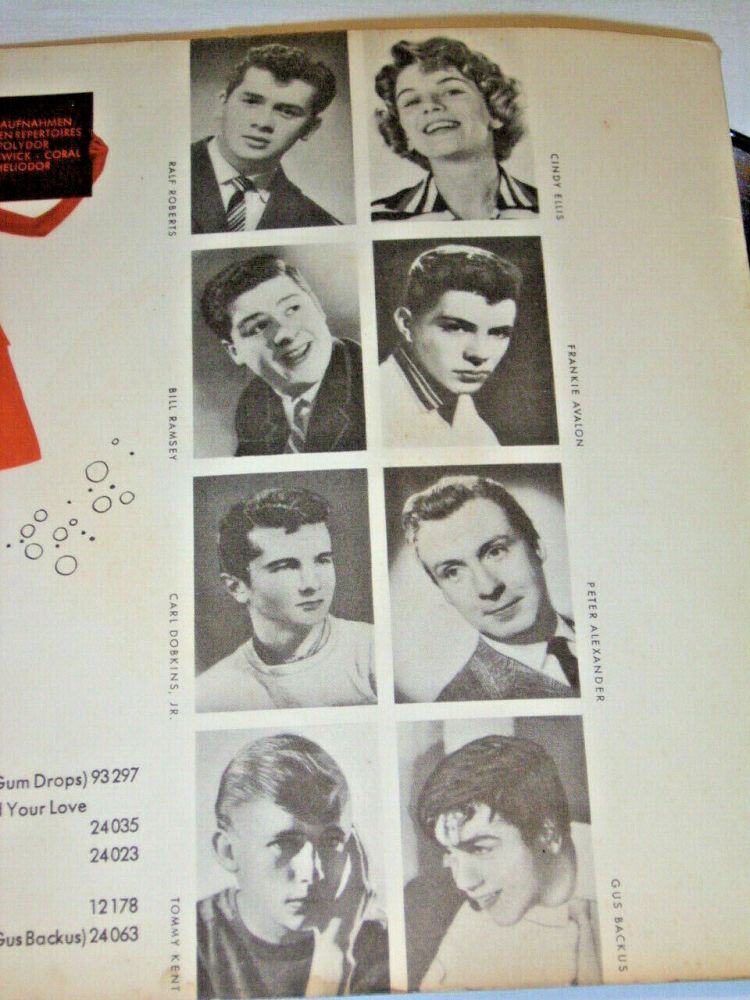 AUFNAHMEN
EN REPERTOIRES
POLYDOR
WICK · CORAL
HELIODOR
RALF ROBERTS
CINDY ELLIS
BILL RAMSEY
FRANKIE AVALON
CARL DOBKINS, JR.
PETER ALEXANDER
TOMMY KENT
GUS BACKUS
Gum Drops) 93 297
Your Love
24 035
24 023
12 178
Gus Backus) 24 063